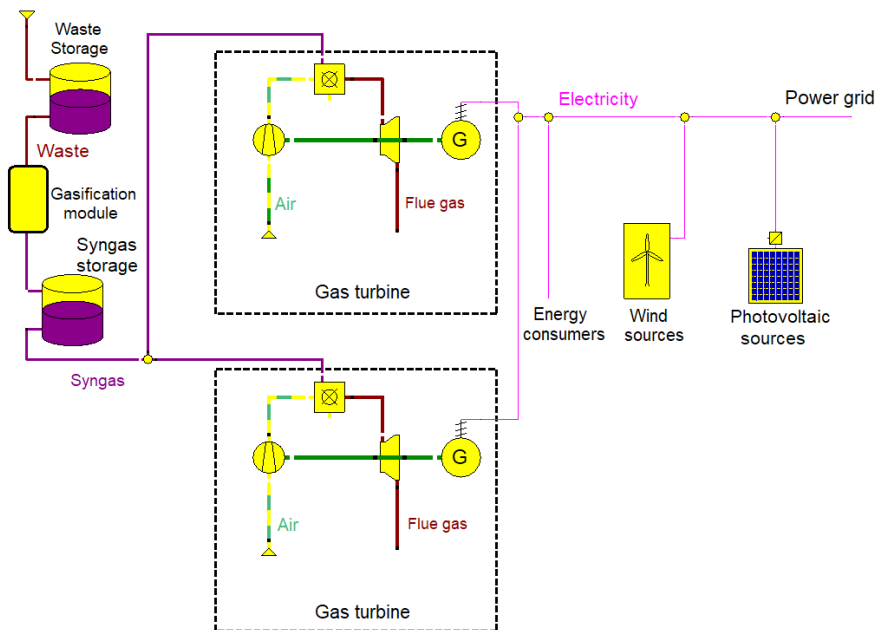 Waste
Storage
Waste
Gasification
module
Syngas
storage
Syngas
Air
Flue gas
G
Gas turbine
Air
Flue gas
G
Gas turbine
Electricity
Power grid
Energy
consumers
Wind
sources
Photovoltaic
sources